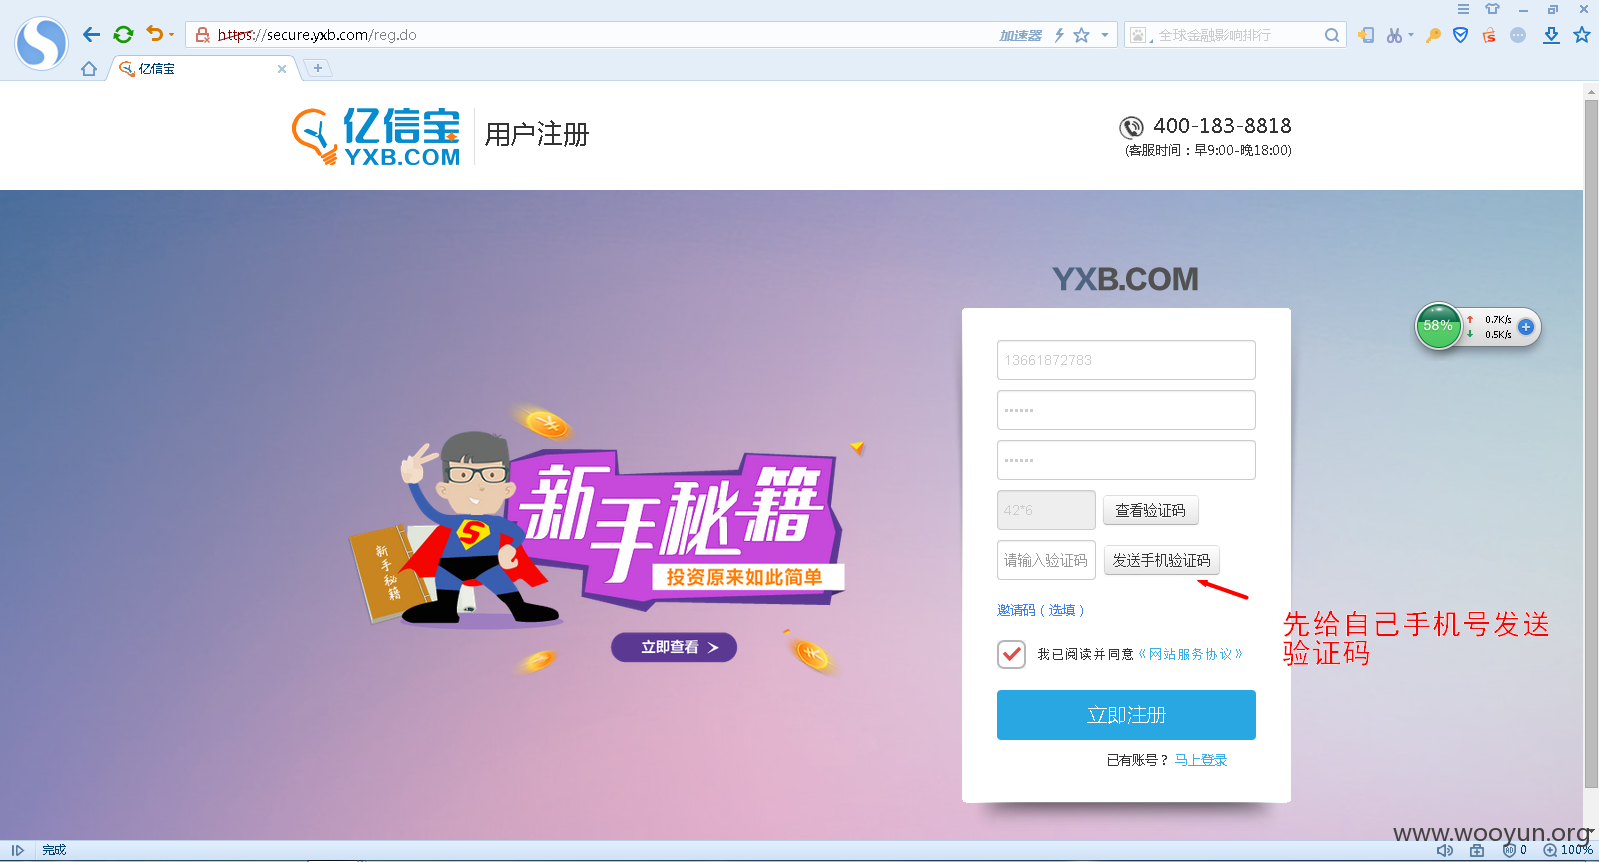 https://secure.yxb.com/reg.do
加速器
全球金融影响排行
亿信宝
亿信宝
YXB.COM
用户注册
400-183-8818
(客服时间：早9:00-晚18:00)
YXB.COM
13661872783
42*6
查看验证码
请输入验证码
发送手机验证码
邀请码（选填）
我已阅读并同意《网站服务协议》
立即注册
已有账号？马上登录
先给自己手机号发送
验证码
58%
0.7K/s
0.5K/s
新手秘籍
投资原来如此简单
立即查看 >
新手秘籍
S
www.wooyun.org
完成
0
100%